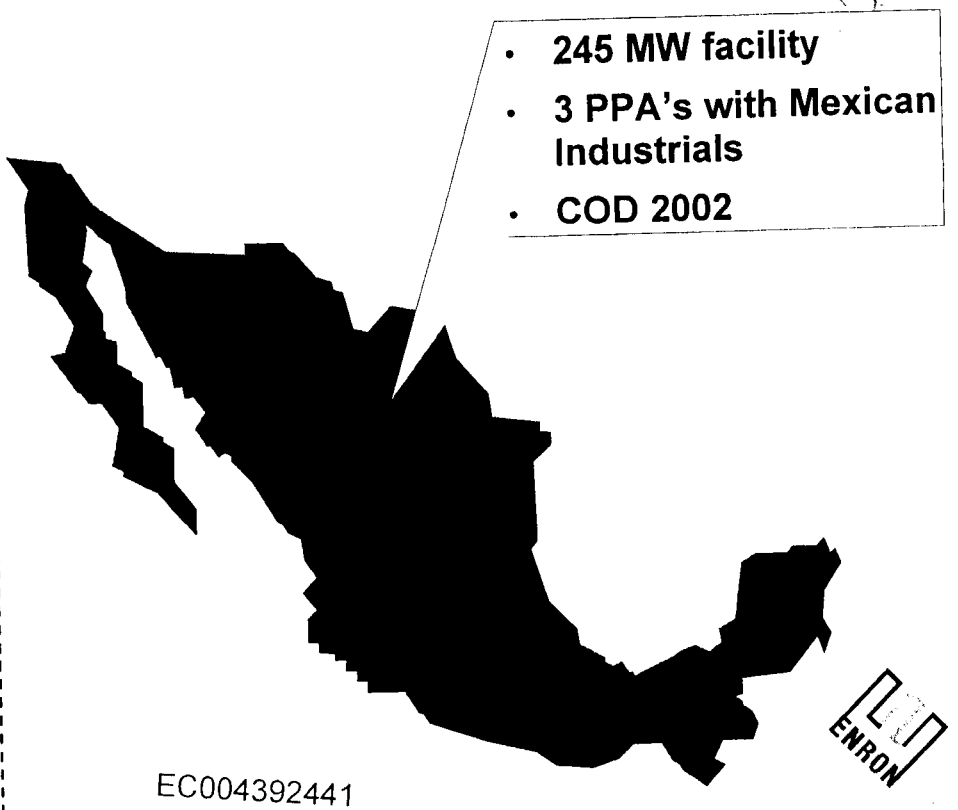 · 245 MW facility
· 3 PPA's with Mexican
Industrials
· COD 2002
ENRON
EC004392441